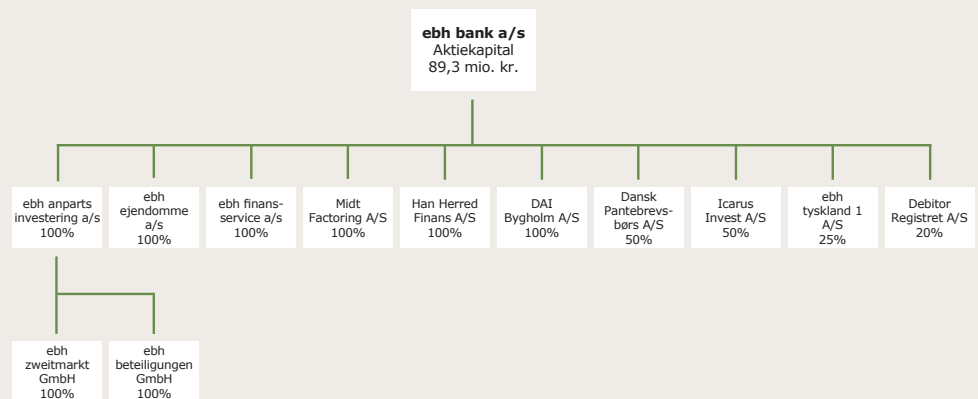 ebh bank a/s
Aktiekapital
89,3 mio. kr.
ebh anparts
investering a/s
100%
ebh
ejendomme
a/s
100%
ebh finans-
service a/s
100%
Midt
Factoring A/S
100%
Han Herred
Finans A/S
100%
DAI
Bygholm A/S
100%
Dansk
Pantebrevs-
børs A/S
50%
Icarus
Invest A/S
50%
ebh
tyskland 1
A/S
25%
Debitor
Registret A/S
20%
ebh
zweitmarkt
GmbH
100%
ebh
beteiligungen
GmbH
100%